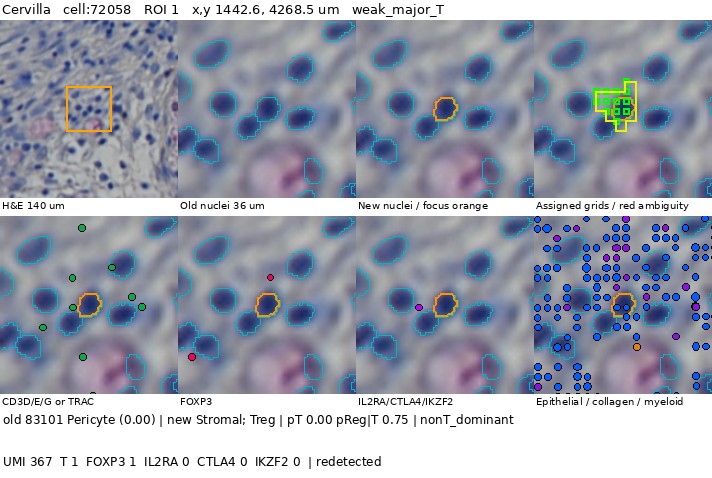 Cervilla cell:72058 ROI 1 x,y 1442.6, 4268.5 um weak_major_T
H&E 140 um
Old nuclei 36 um
New nuclei / focus orange
Assigned grids / red ambiguity
CD3D/E/G or TRAC
FOXP3
IL2RA/CTLA4/IKZF2
Epithelial / collagen / myeloid
old 83101 Pericyte (0.00) | new Stromal; Treg | pT 0.00 pReg|T 0.75 | nonT_dominant
UMI 367 T 1 FOXP3 1 IL2RA 0 CTLA4 0 IKZF2 0 | redetected